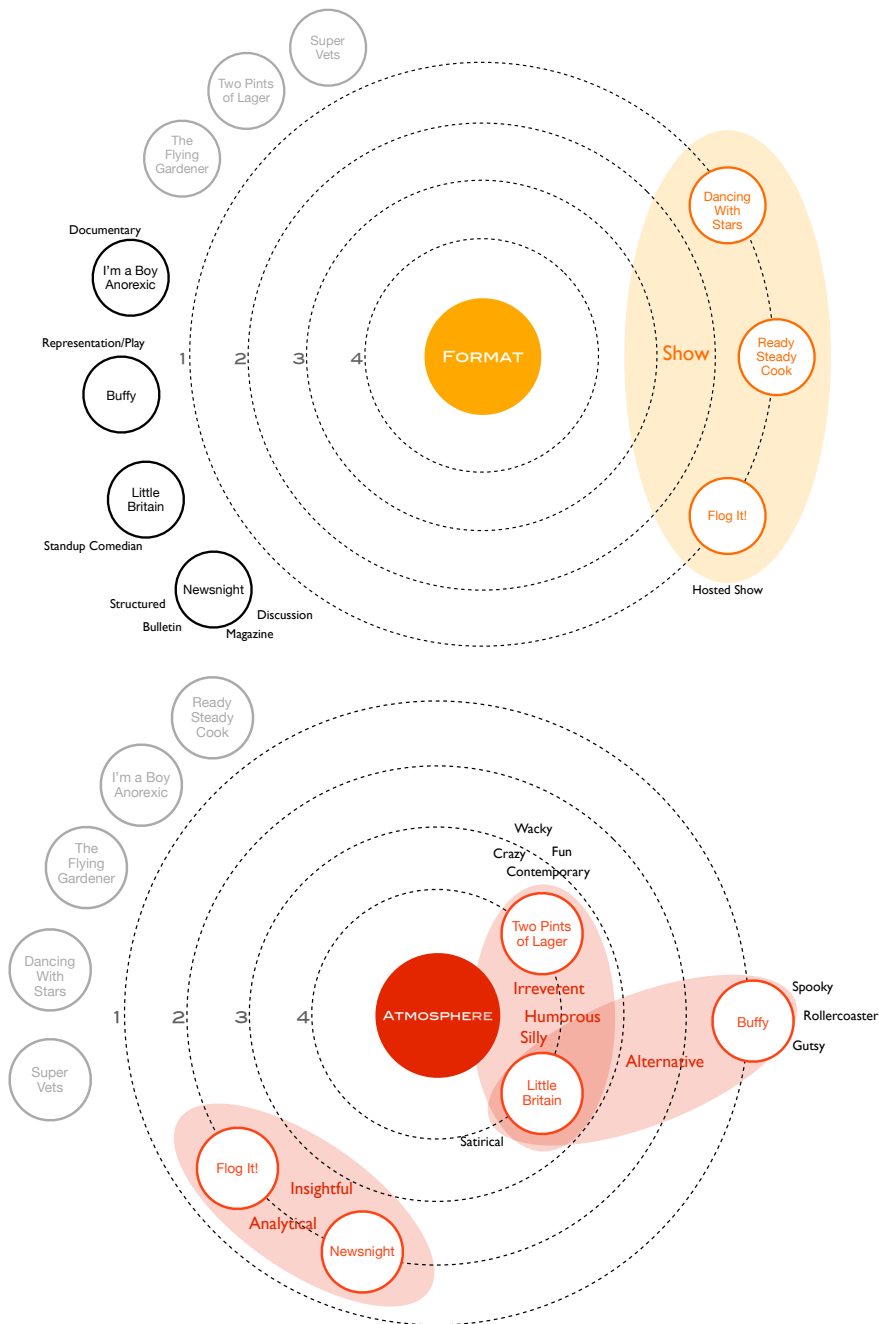 Super
Vets
Two Pints
of Lager
The
Flying
Gardener
Dancing
With
Stars
Documentary
I'm a Boy
Anorexic
Representation/Play
1
2
3
4
FORMAT
Show
Ready
Steady
Cook
Buffy
Little
Britain
Standup Comedian
Flog It!
Newsnight
Hosted Show
Structured
Discussion
Bulletin
Magazine
Ready
Steady
Cook
I'm a Boy
Anorexic
Wacky
Crazy
Fun
Contemporary
The
Flying
Gardener
Two Pints
of Lager
Dancing
With
Stars
Irreverent
Spooky
1
2
3
4
ATMOSPHERE
Humorous
Silly
Buffy
Rollercoaster
Gutsy
Alternative
Super
Vets
Little
Britain
Satirical
Flog It!
Insightful
Analytical
Newsnight